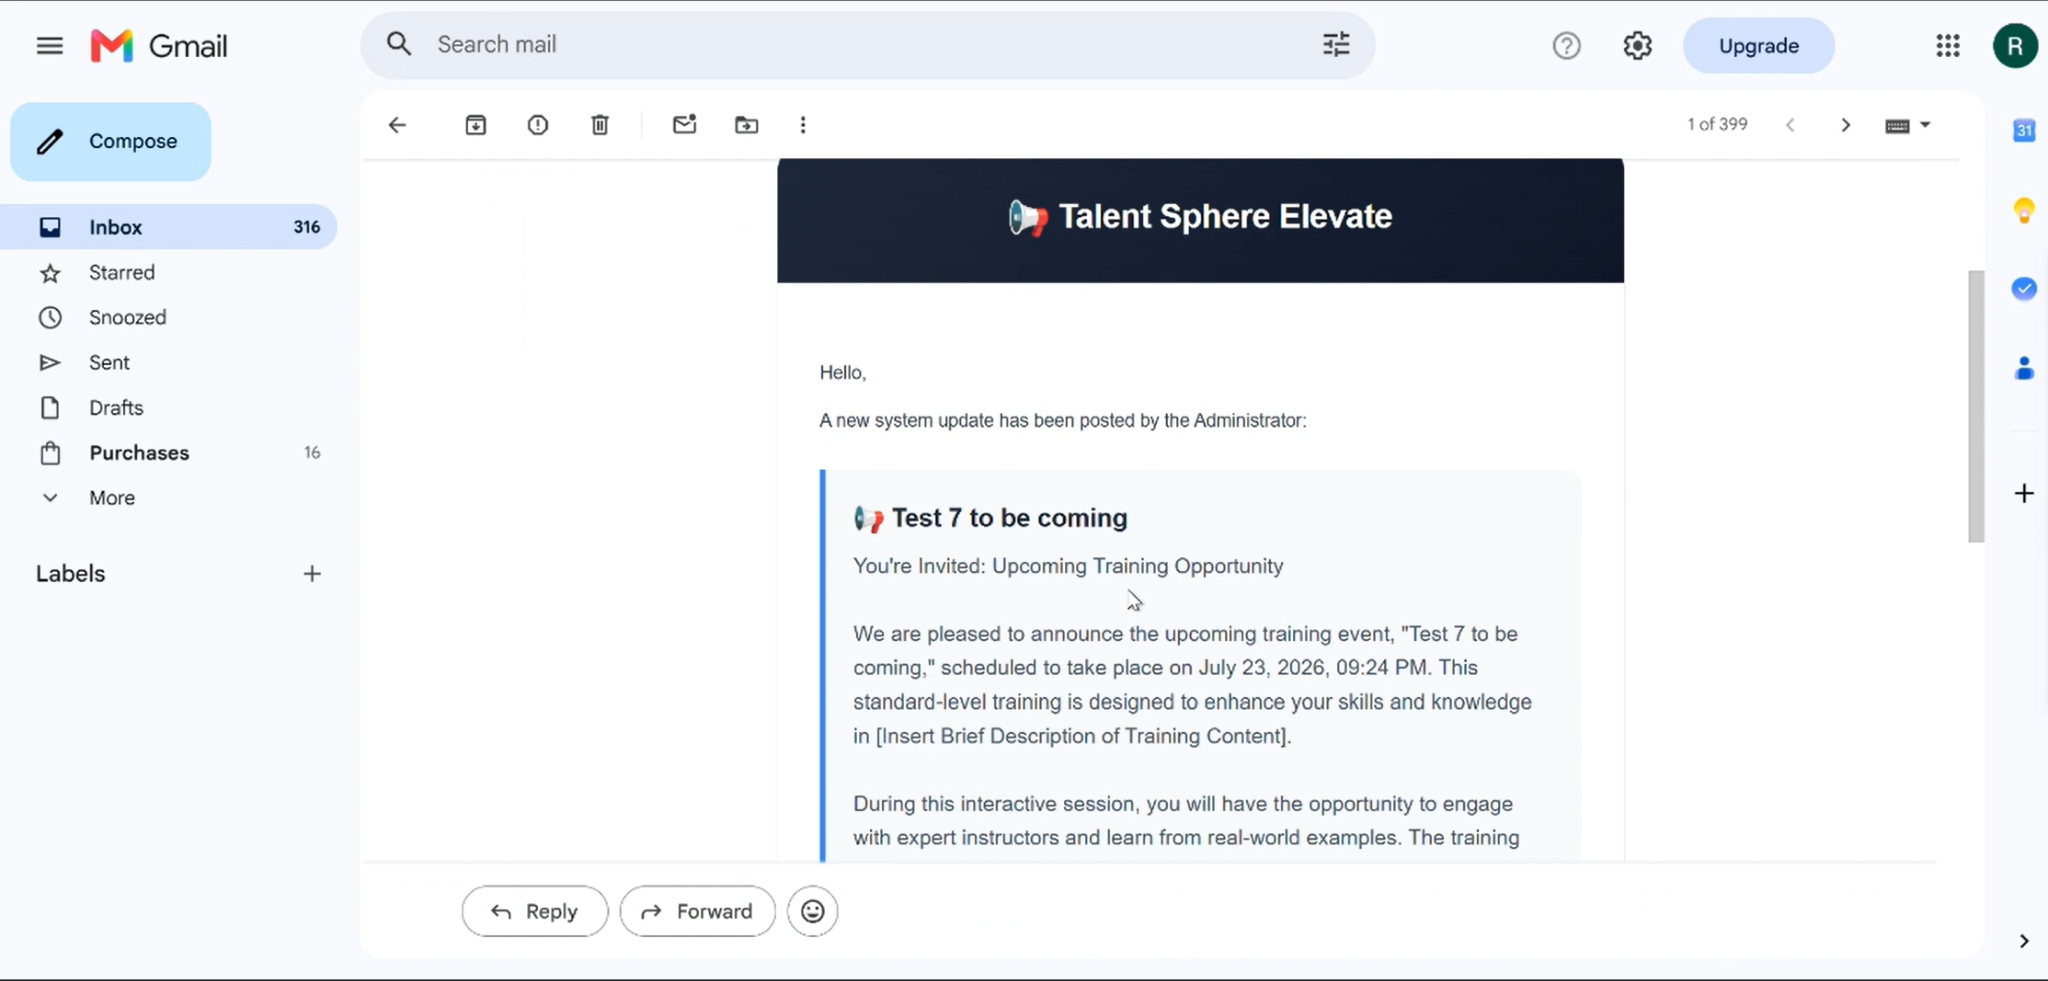 Gmail
Search mail
Upgrade
R
Compose
1 of 399
31
Inbox 316
Starred
Snoozed
Sent
Drafts
Purchases 16
More
Labels
Talent Sphere Elevate
Hello,
A new system update has been posted by the Administrator:
Test 7 to be coming
You're Invited: Upcoming Training Opportunity
We are pleased to announce the upcoming training event, "Test 7 to be
coming," scheduled to take place on July 23, 2026, 09:24 PM. This
standard-level training is designed to enhance your skills and knowledge
in [Insert Brief Description of Training Content].
During this interactive session, you will have the opportunity to engage
with expert instructors and learn from real-world examples. The training
Reply
Forward